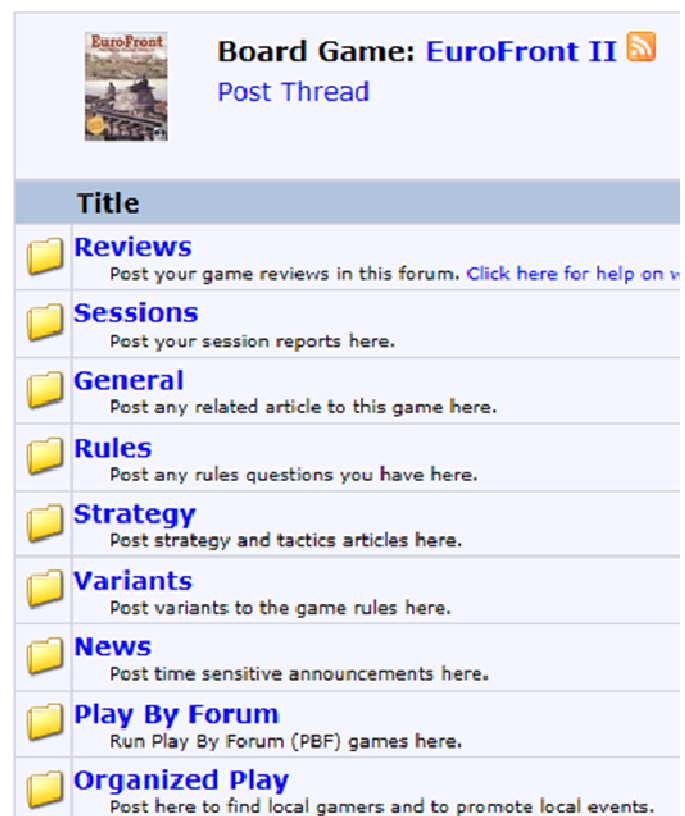 EuroFront
Board Game: EuroFront II
Post Thread
Title
Reviews
Post your game reviews in this forum. Click here for help on
Sessions
Post your session reports here.
General
Post any related article to this game here.
Rules
Post any rules questions you have here.
Strategy
Post strategy and tactics articles here.
Variants
Post variants to the game rules here.
News
Post time sensitive announcements here.
Play By Forum
Run Play By Forum (PBF) games here.
Organized Play
Post here to find local gamers and to promote local events.